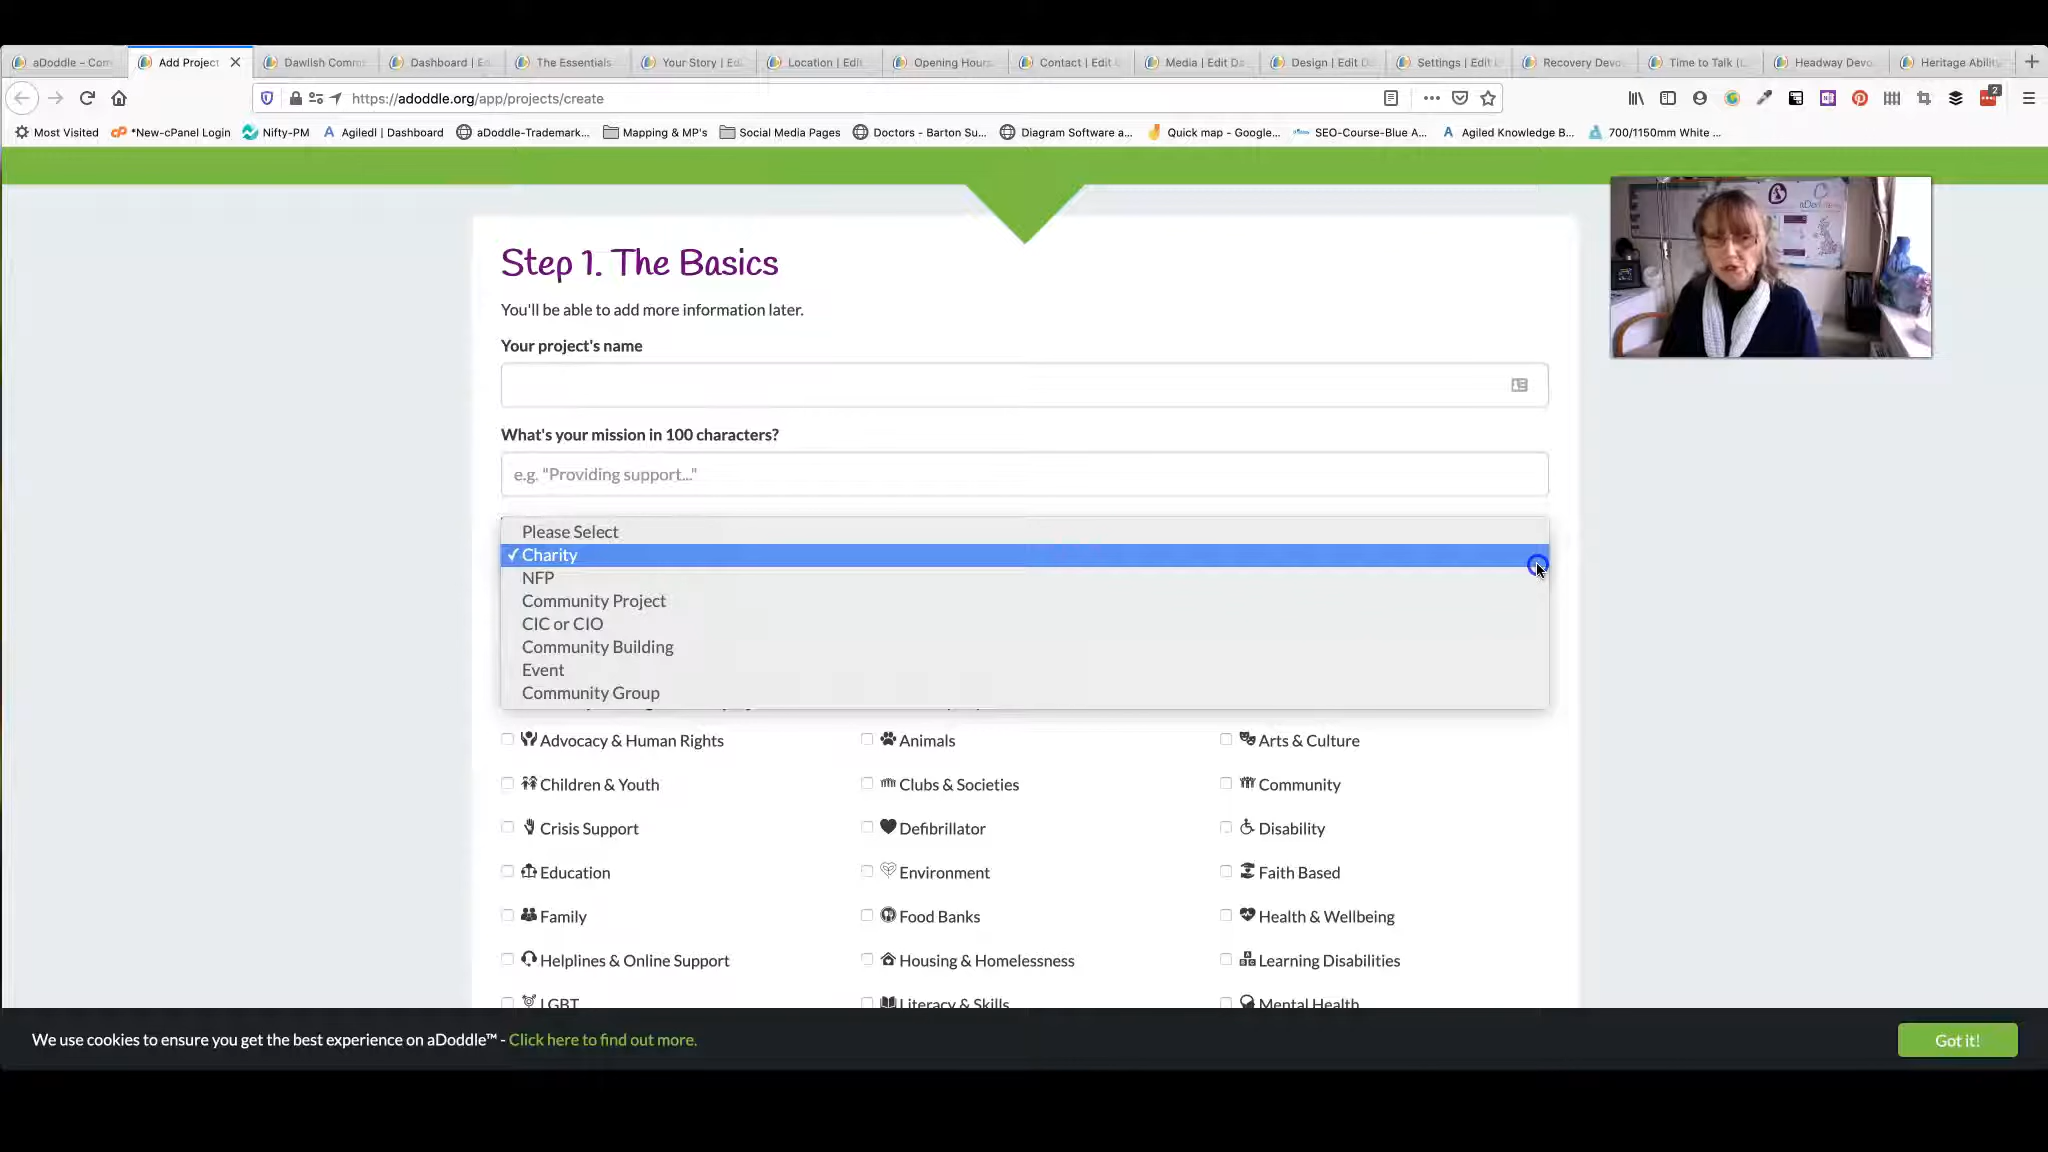 aDoddle – Com
Add Project
Dawlish Comm
Dashboard | E
The Essentials
Your Story | Ed
Location | Edit
Opening Hours
Contact | Edit
Media | Edit Da
Design | Edit D
Settings | Edit
Recovery Devo
Time to Talk (
Headway Devo
Heritage Ability
https://adoddle.org/app/projects/create
2
Most Visited
*New-cPanel Login
Nifty-PM
Agiledl | Dashboard
aDoddle-Trademark...
Mapping & MP's
Social Media Pages
Doctors - Barton Su...
Diagram Software a...
Quick map - Google...
SEO-Course-Blue A...
Agiled Knowledge B...
700/1150mm White ...
Step 1. The Basics
You'll be able to add more information later.
Your project's name
What's your mission in 100 characters?
e.g. "Providing support..."
Please Select
✓ Charity
NFP
Community Project
CIC or CIO
Community Building
Event
Community Group
Advocacy & Human Rights
Animals
Arts & Culture
Children & Youth
Clubs & Societies
Community
Crisis Support
Defibrillator
Disability
Education
Environment
Faith Based
Family
Food Banks
Health & Wellbeing
Helplines & Online Support
Housing & Homelessness
Learning Disabilities
LGBT
Literacy & Skills
Mental Health
We use cookies to ensure you get the best experience on aDoddle™ - Click here to find out more.
Got it!